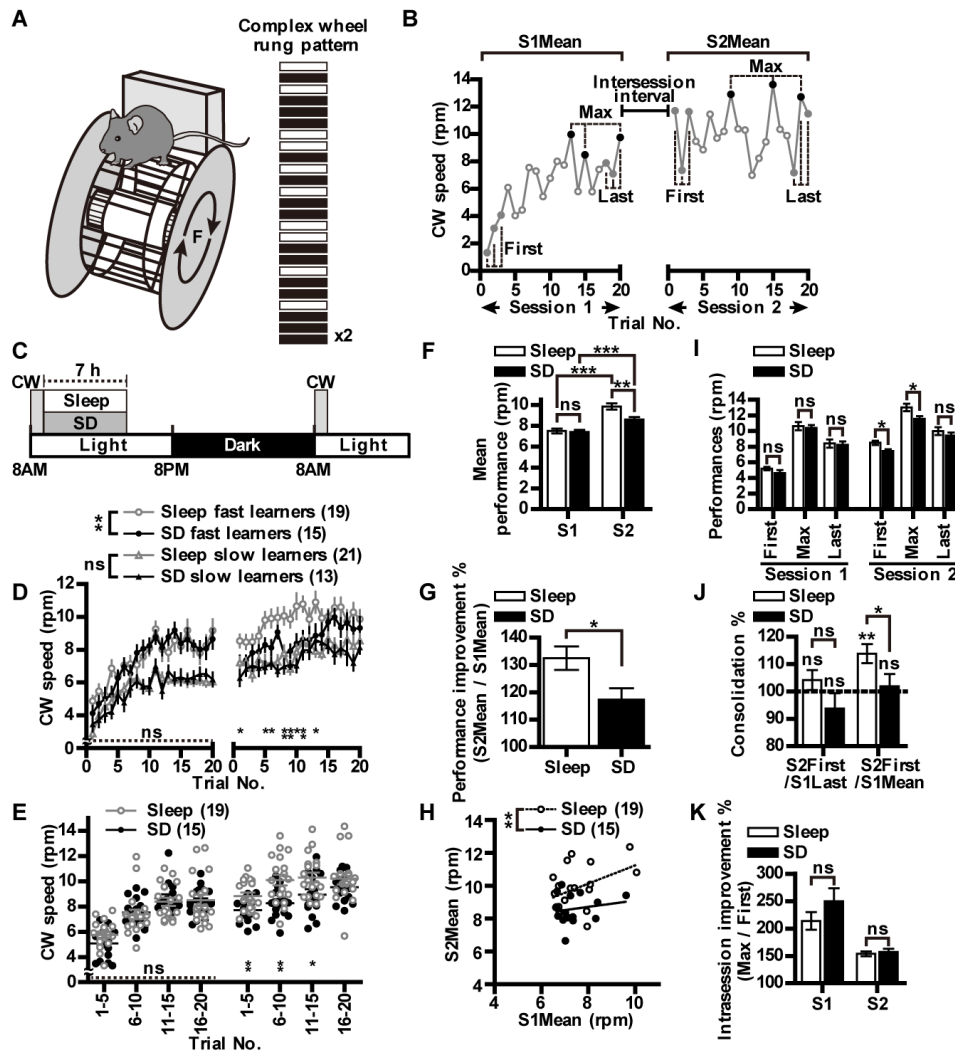 A
Complex wheel
rung pattern
F
x2
B
S1Mean
S2Mean
Max
Intersession
interval
Max
First
Last
First
Last
CW speed (rpm)
14
12
10
8
6
4
2
0
0 5 10 15 20
0 5 10 15 20
Session 1
Session 2
Trial No.
C
7 h
CW
CW
Sleep
SD
Light
Dark
Light
8AM
8PM
8AM
** Sleep fast learners (19)
SD fast learners (15)
ns Sleep slow learners (21)
SD slow learners (13)
D
CW speed (rpm)
12
10
8
6
4
0
ns
* ** ** ** ** ** *
0 5 10 15 20
0 5 10 15 20
Trial No.
E
Sleep (19)
SD (15)
CW speed (rpm)
14
12
10
8
6
4
0
ns
** ** *
1-5
6-10
11-15
16-20
1-5
6-10
11-15
16-20
Trial No.
F
Sleep
SD
Mean
performance (rpm)
10
8
6
4
2
0
ns
***
***
**
S1 S2
G
Sleep
SD
Performance improvement %
(S2Mean / S1Mean)
130
120
110
100
*
Sleep SD
H
** Sleep (19)
SD (15)
S2Mean (rpm)
14
12
10
8
6
4
4 6 8 10
S1Mean (rpm)
I
Sleep
SD
Performances (rpm)
14
12
10
8
6
4
2
0
ns
ns
ns
*
*
ns
First
Max
Last
First
Max
Last
Session 1
Session 2
J
Sleep
SD
Consolidation %
120
100
90
80
ns
ns
ns
*
**
ns
S2First
/S1Last
S2First
/S1Mean
K
Sleep
SD
Intrasession improvement %
(Max / First)
200
150
100
ns
ns
S1 S2